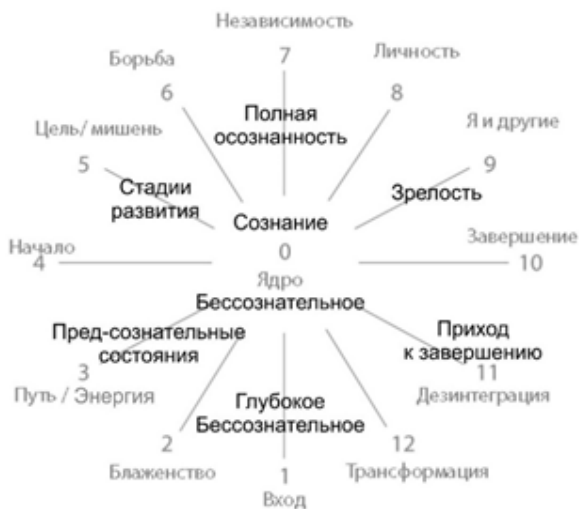 Независимость
7
Борьба
6
Личность
8
Полная
осознанность
Цель/ мишень
5
Я и другие
9
Стадии
развития
Зрелость
Сознание
0
Ядро
Начало
4
Завершение
10
Бессознательное
Пред-сознательные
состояния
3
Путь / Энергия
Приход
к завершению
11
Дезинтеграция
Глубокое
Бессознательное
2
Блаженство
12
Трансформация
1
Вход